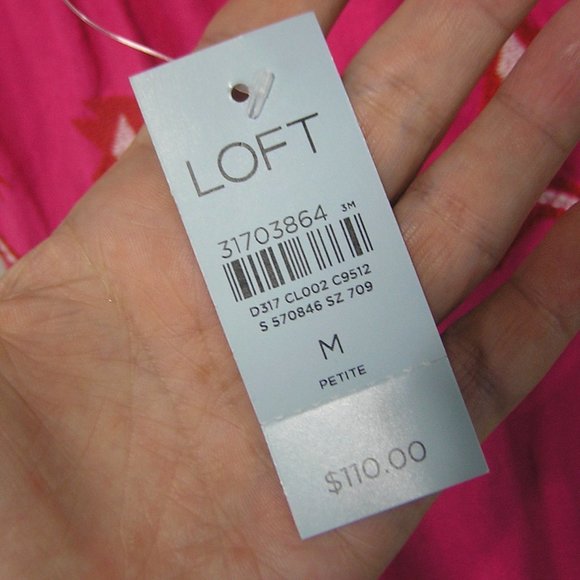 LOFT
31703864 3M
D317 CL002 C9512
S 570846 SZ 709
M
PETITE
$110.00